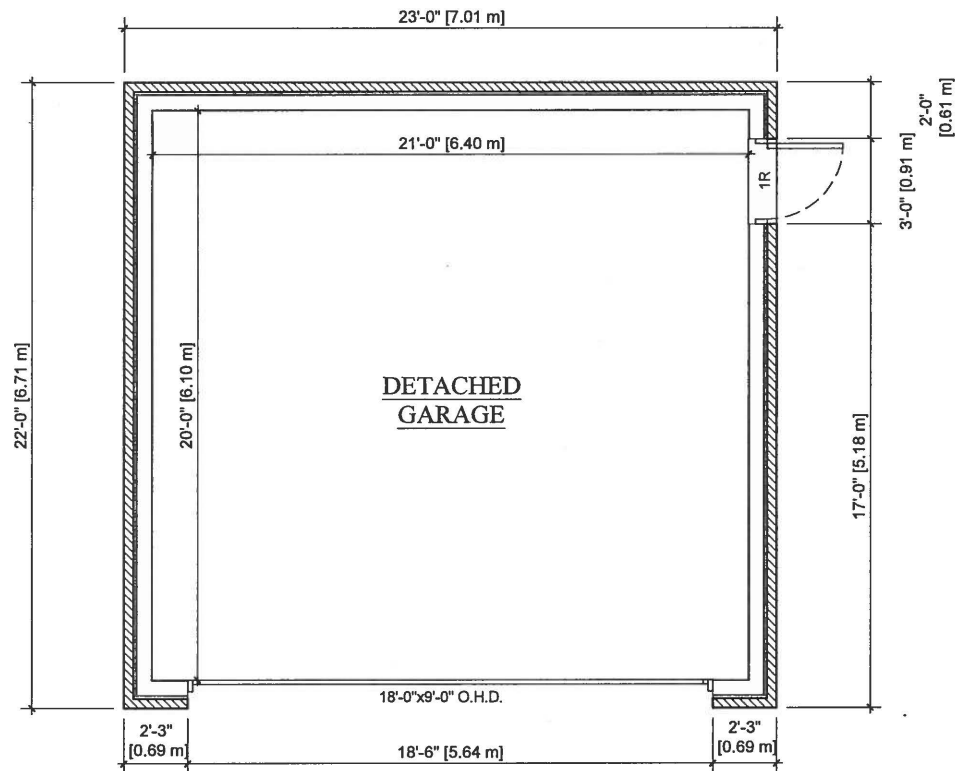 23'-0" [7.01 m]
2'-0"
[0.61 m]
21'-0" [6.40 m]
3'-0" [0.91 m]
1R
22'-0" [6.71 m]
20'-0" [6.10 m]
DETACHED
GARAGE
17'-0" [5.18 m]
18'-0"x9'-0" O.H.D.
2'-3"
[0.69 m]
18'-6" [5.64 m]
2'-3"
[0.69 m]